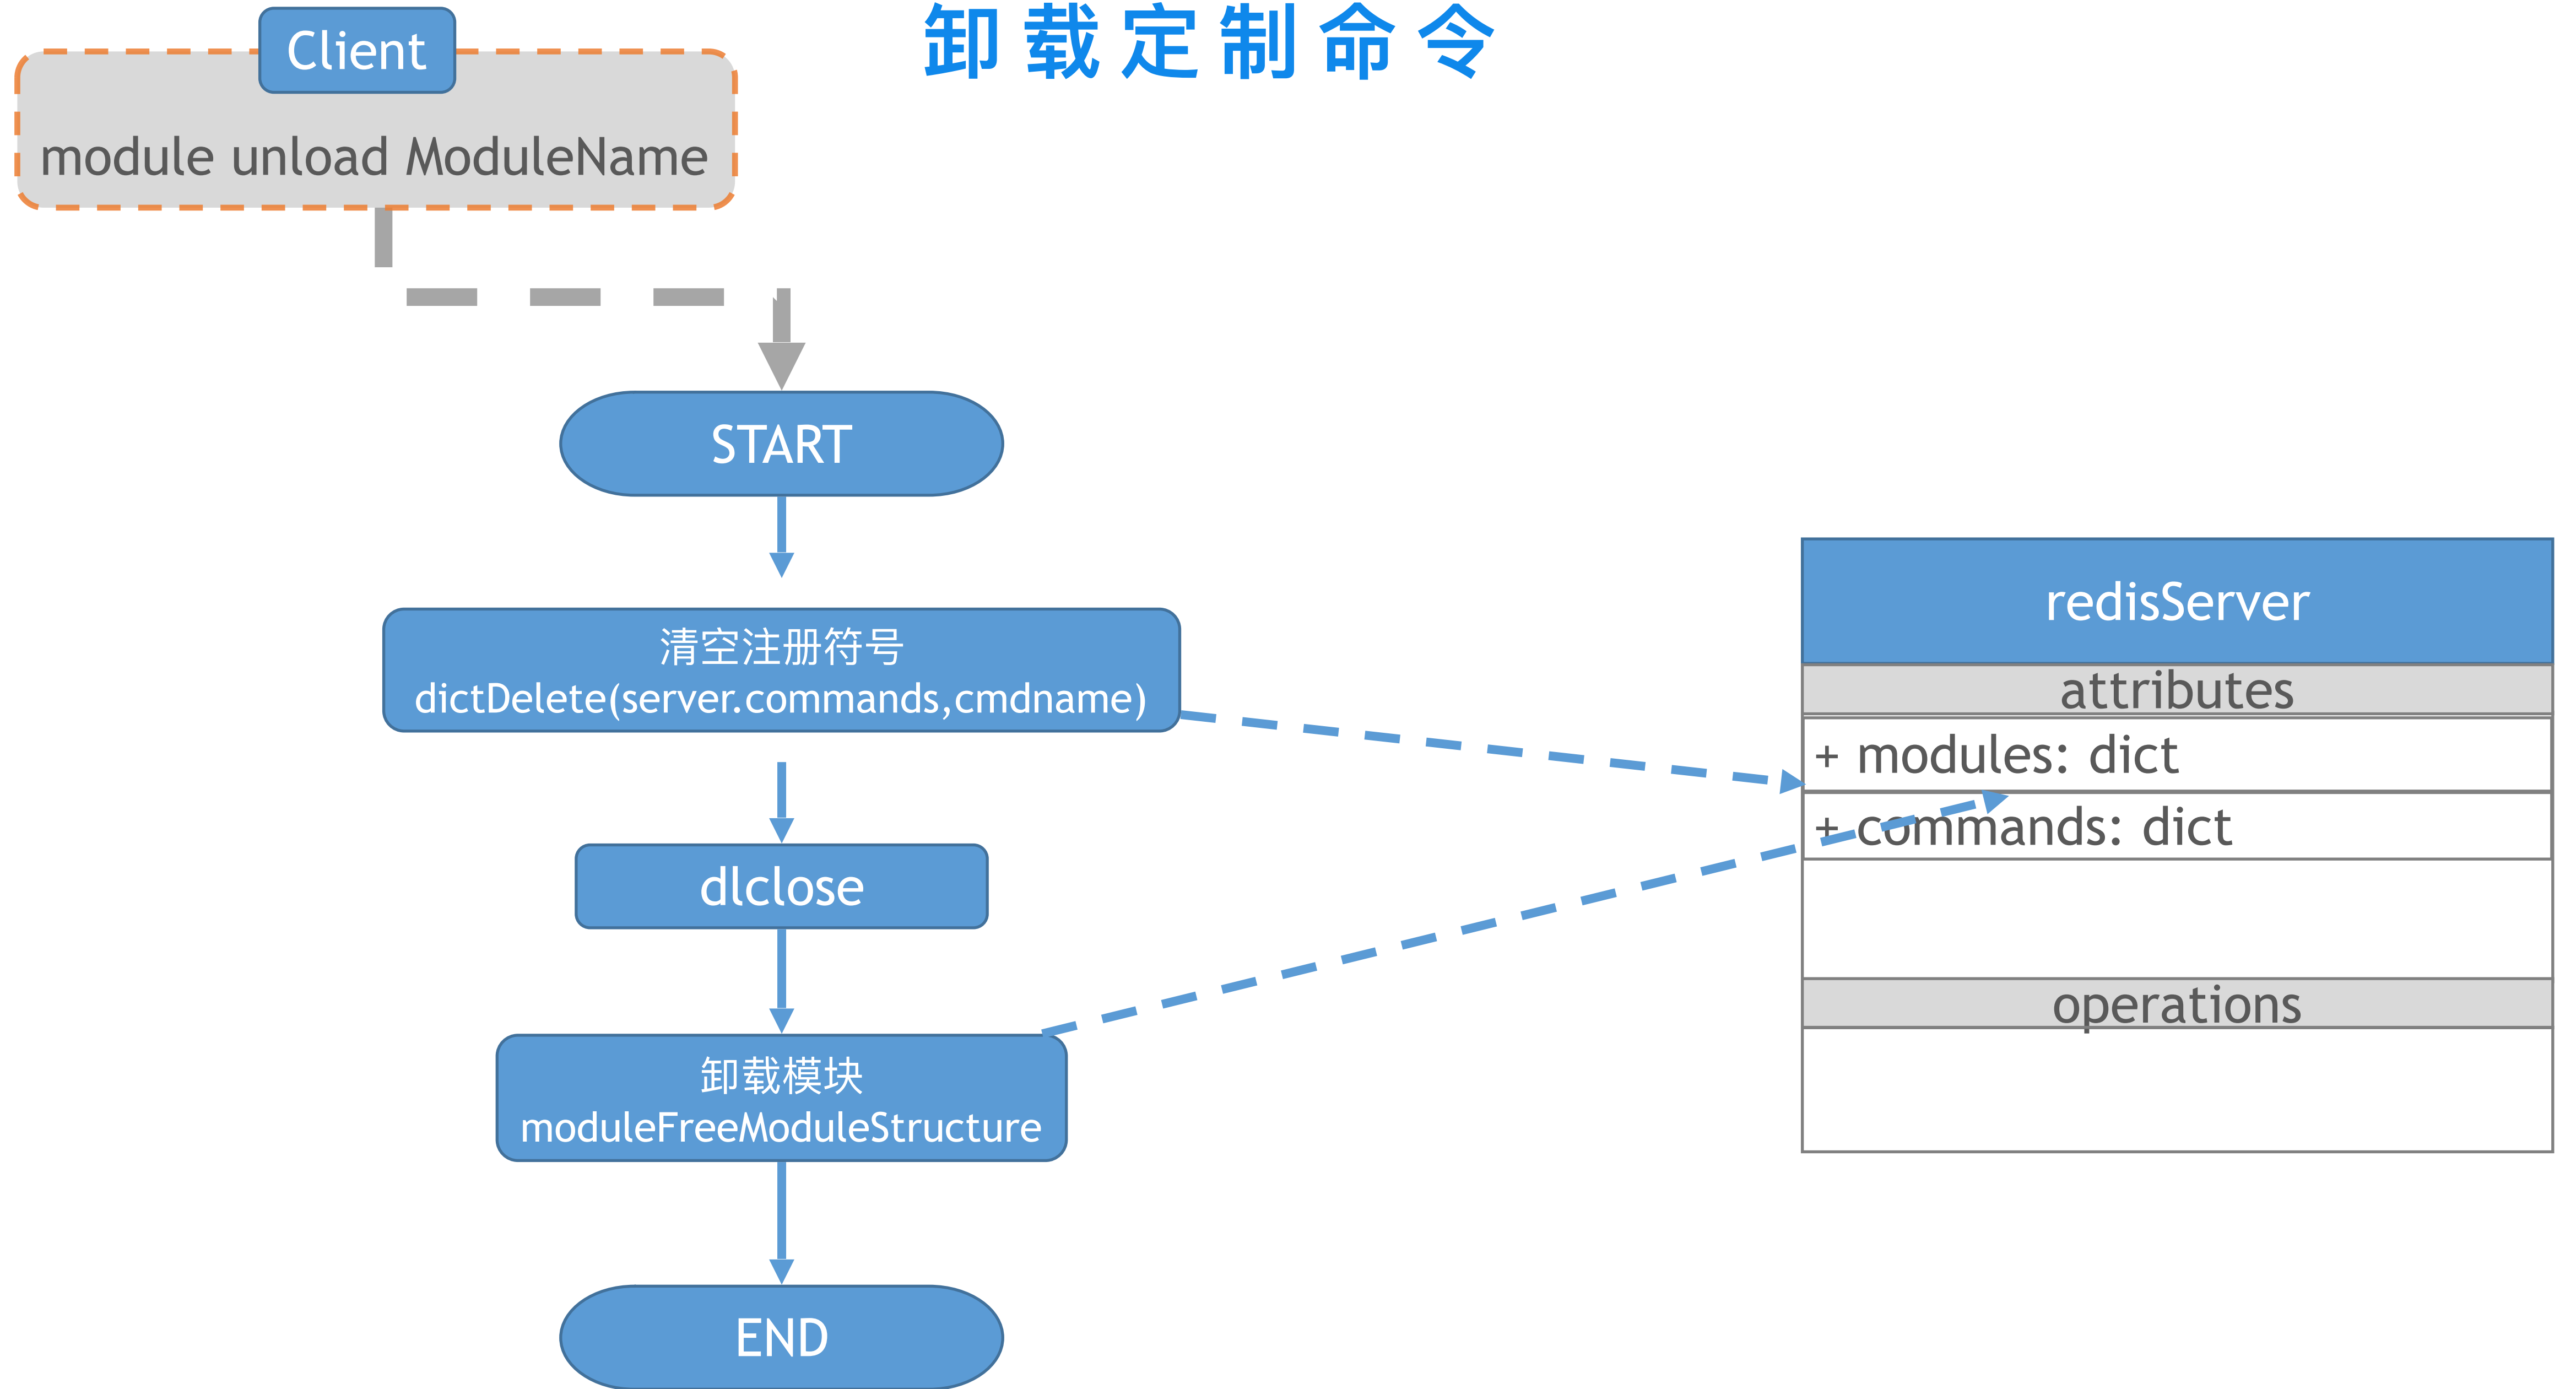 卸载定制命令
Client
module unload ModuleName
START
清空注册符号
dictDelete(server.commands,cmdname)
dlclose
卸载模块
moduleFreeModuleStructure
END
redisServer
attributes
+ modules: dict
+ commands: dict
operations